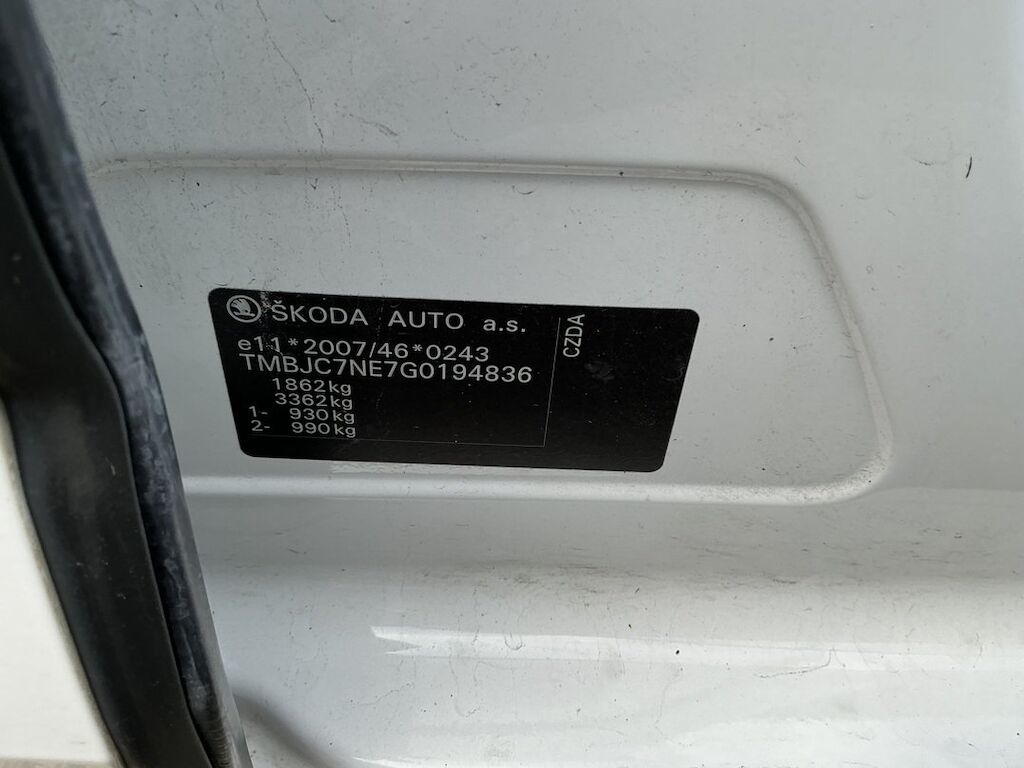 ŠKODA AUTO a.s.
e11*2007/46*0243
TMBJC7NE7G0194836
1862kg
3362kg
1- 930kg
2- 990kg
CZDA